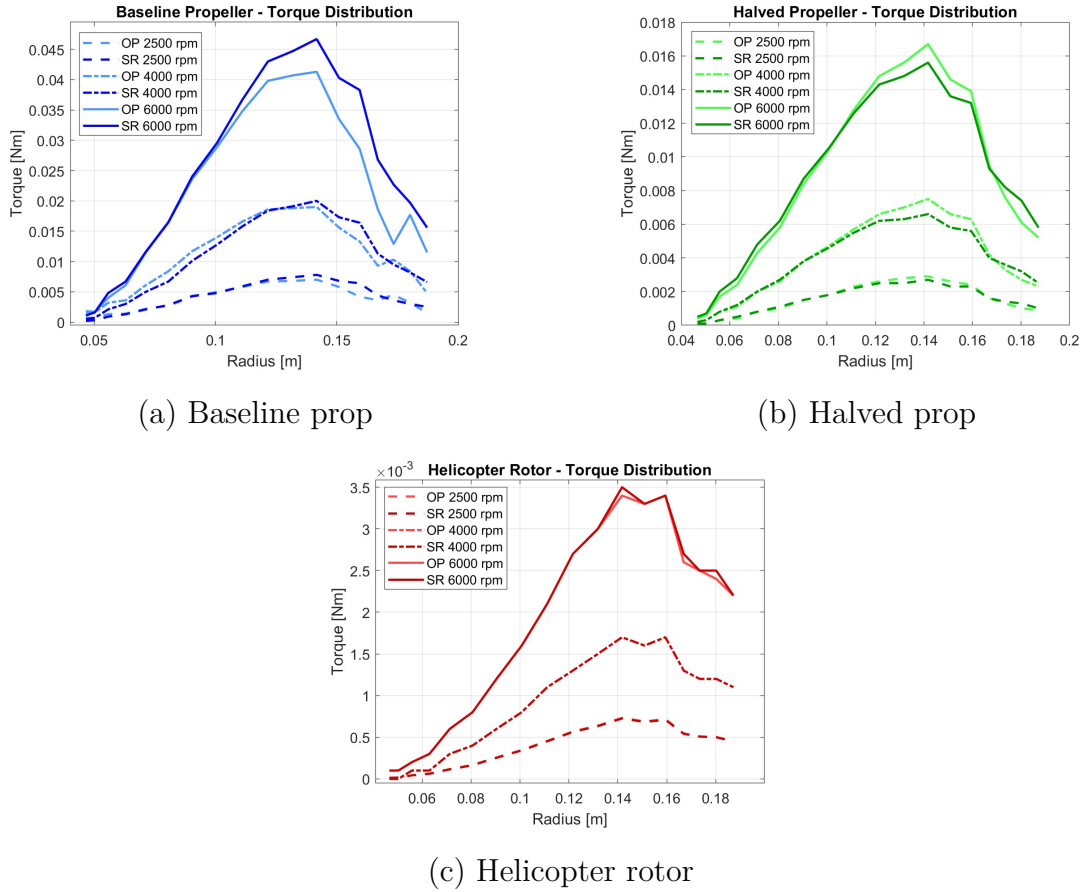 Baseline Propeller - Torque Distribution
OP 2500 rpm
SR 2500 rpm
OP 4000 rpm
SR 4000 rpm
OP 6000 rpm
SR 6000 rpm
Torque [Nm]
0.045
0.04
0.035
0.03
0.025
0.02
0.015
0.01
0.005
0
0.05 0.1 0.15 0.2
Radius [m]
(a) Baseline prop
Halved Propeller - Torque Distribution
OP 2500 rpm
SR 2500 rpm
OP 4000 rpm
SR 4000 rpm
OP 6000 rpm
SR 6000 rpm
Torque [Nm]
0.018
0.016
0.014
0.012
0.01
0.008
0.006
0.004
0.002
0
0.04 0.06 0.08 0.1 0.12 0.14 0.16 0.18 0.2
Radius [m]
(b) Halved prop
×10⁻³
Helicopter Rotor - Torque Distribution
OP 2500 rpm
SR 2500 rpm
OP 4000 rpm
SR 4000 rpm
OP 6000 rpm
SR 6000 rpm
Torque [Nm]
3.5
3
2.5
2
1.5
1
0.5
0
0.06 0.08 0.1 0.12 0.14 0.16 0.18
Radius [m]
(c) Helicopter rotor